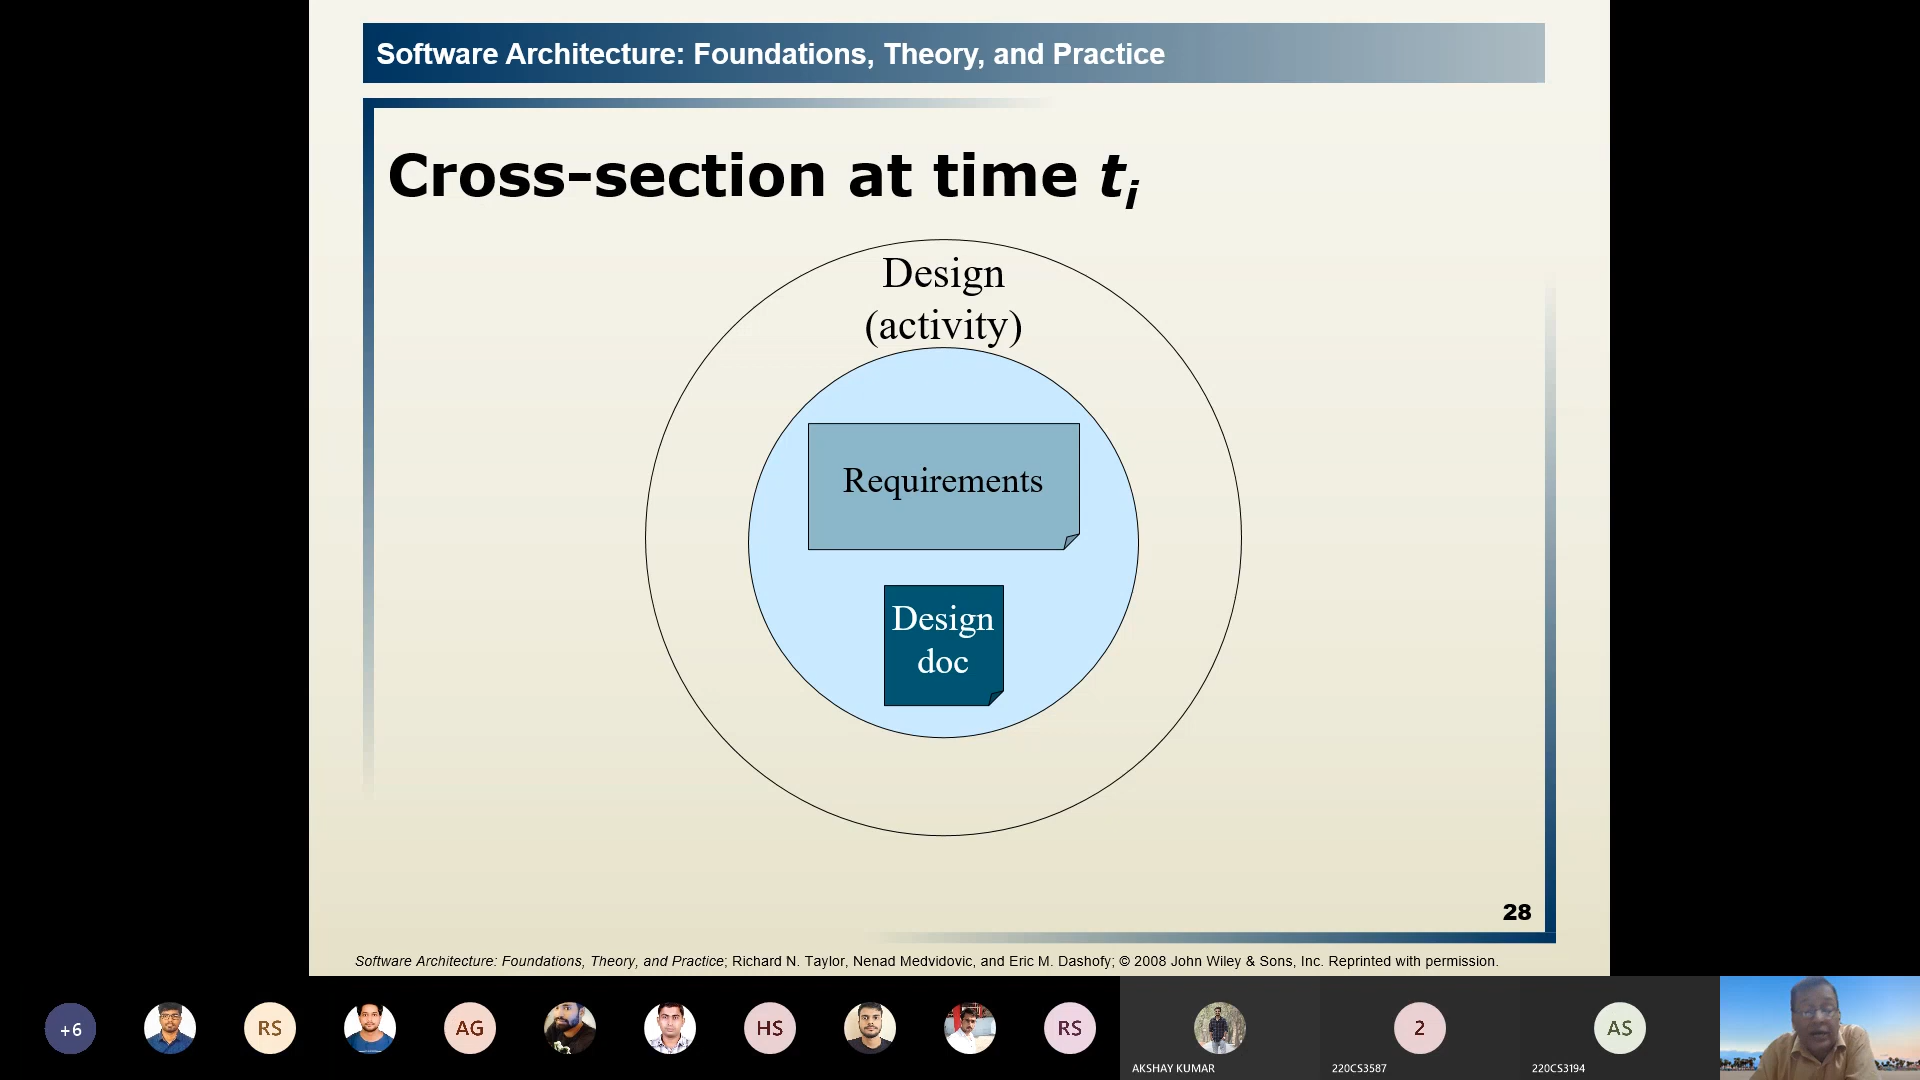 Software Architecture: Foundations, Theory, and Practice
Cross-section at time ti
Design
(activity)
Requirements
Design
doc
28
Software Architecture: Foundations, Theory, and Practice; Richard N. Taylor, Nenad Medvidovic, and Eric M. Dashofy; © 2008 John Wiley & Sons, Inc. Reprinted with permission.
+6
RS
AG
HS
RS
2
AS
AKSHAY KUMAR
220CS3587
220CS3194